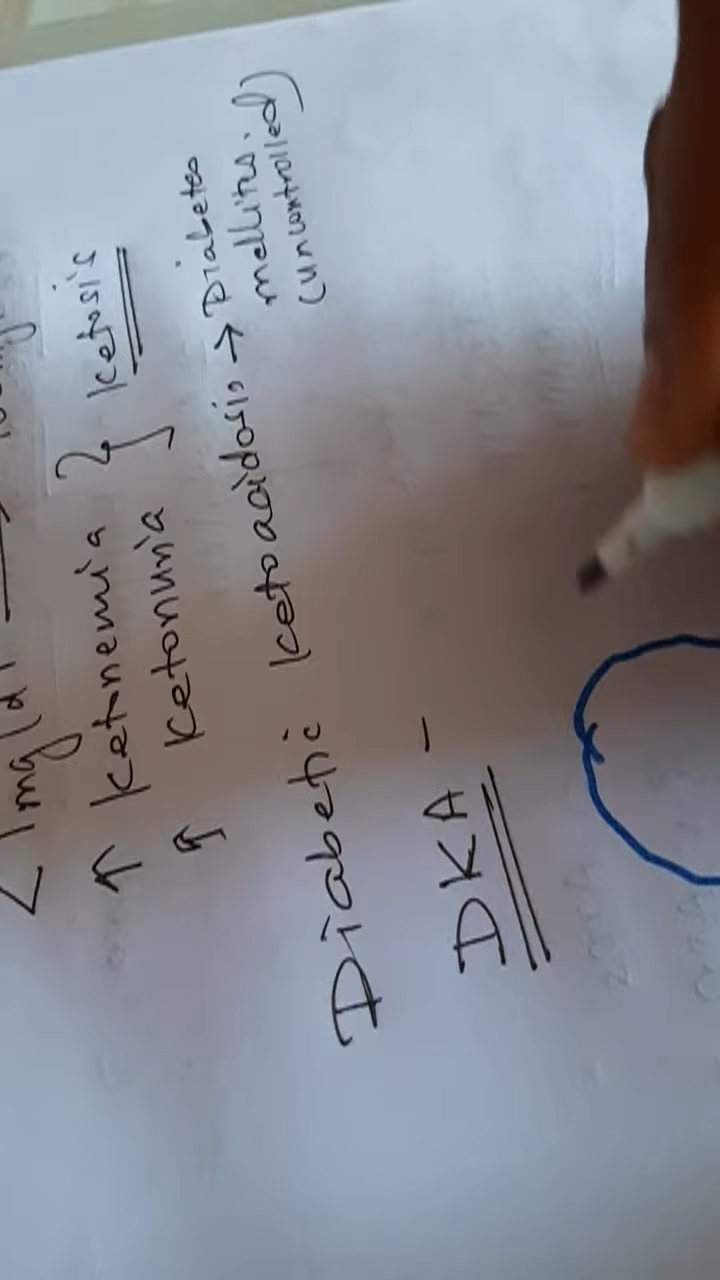 < 1mg/dl
↑ Ketonemia } Ketosis
↑ Ketonuria
Diabetic Ketoacidosis → Diabetes
mellitus.
(uncontrolled)
DKA -